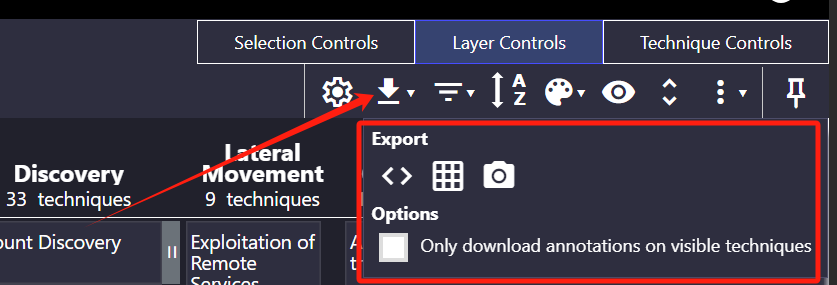 Selection Controls
Layer Controls
Technique Controls
A
Z
Discovery
33 techniques
Lateral
Movement
9 techniques
Export
Options
Only download annotations on visible techniques
ount Discovery
Exploitation of
Remote
Services